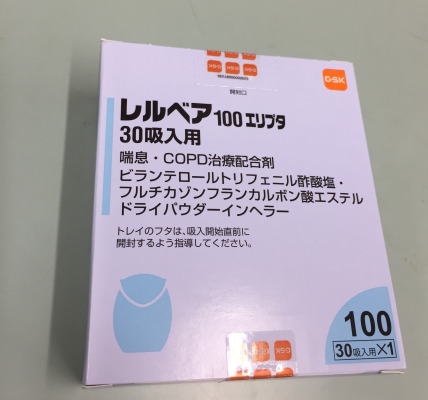 開封口
GSK
レルベア100エリプタ
30吸入用
喘息・COPD治療配合剤
ビランテロールトリフェニル酢酸塩・
フルチカゾンフランカルボン酸エステル
ドライパウダーインヘラー
トレイのフタは、吸入開始直前に
開封するよう指導してください。
100
30吸入用×1